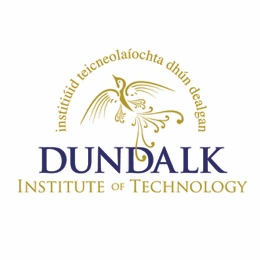 institiúid teicneolaíochta dhún dealgan
DUNDALK
INSTITUTE OF TECHNOLOGY